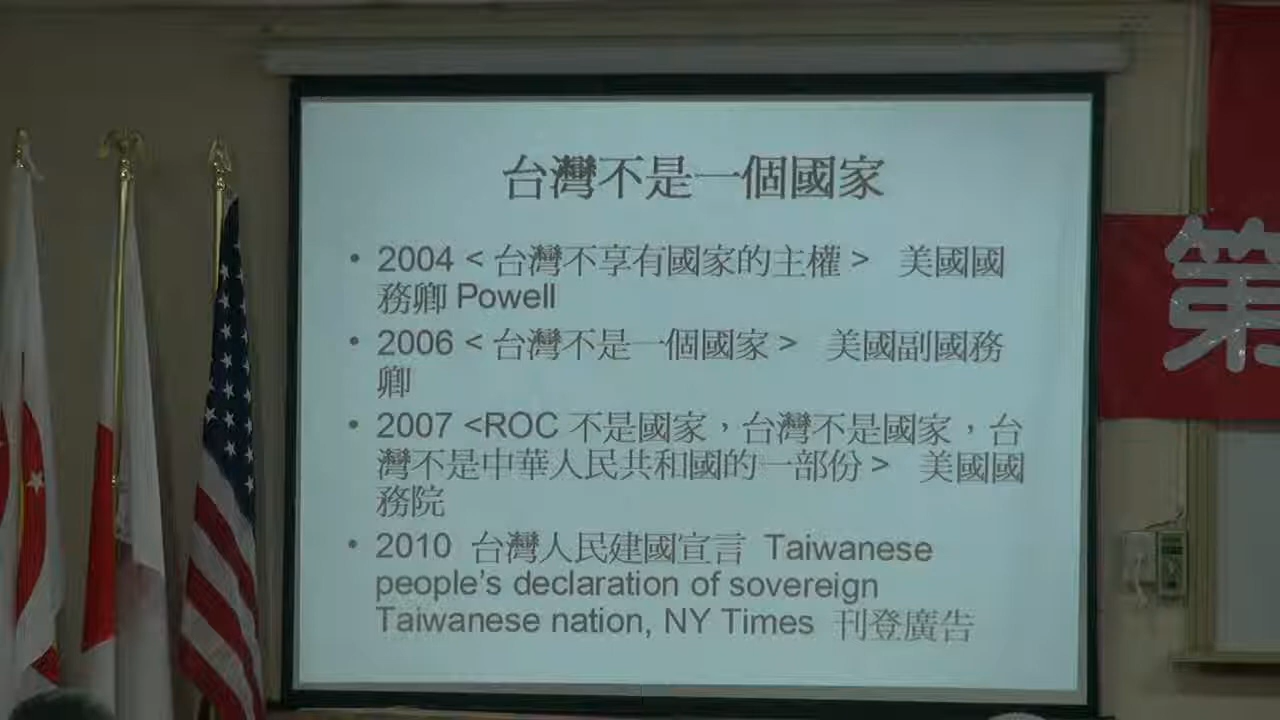 台灣不是一個國家
• 2004 < 台灣不享有國家的主權 > 美國國
務卿 Powell
• 2006 < 台灣不是一個國家 > 美國副國務
卿
• 2007 <ROC 不是國家，台灣不是國家，台
灣不是中華人民共和國的一部份 > 美國國
務院
• 2010 台灣人民建國宣言 Taiwanese
people’s declaration of sovereign
Taiwanese nation, NY Times 刊登廣告
第